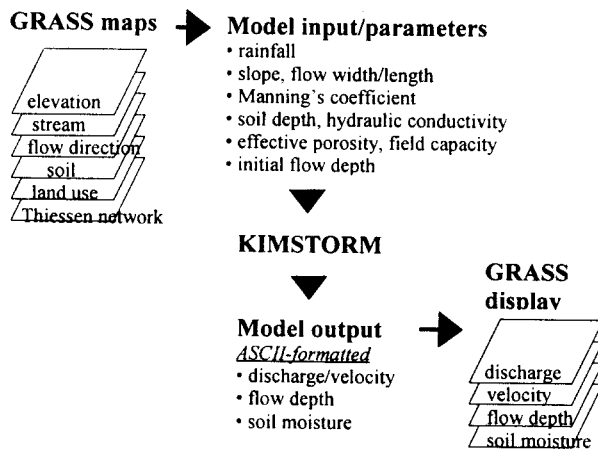 GRASS maps
elevation
stream
flow direction
soil
land use
Thiessen network
Model input/parameters
• rainfall
• slope, flow width/length
• Manning's coefficient
• soil depth, hydraulic conductivity
• effective porosity, field capacity
• initial flow depth
KIMSTORM
Model output
ASCII-formatted
• discharge/velocity
• flow depth
• soil moisture
GRASS
display
discharge
velocity
flow depth
soil moisture